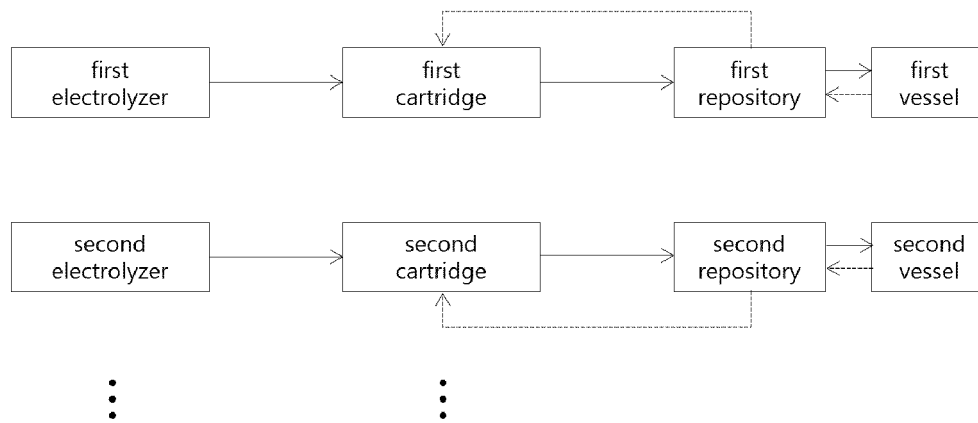 first
electrolyzer
first
cartridge
first
repository
first
vessel
second
electrolyzer
second
cartridge
second
repository
second
vessel